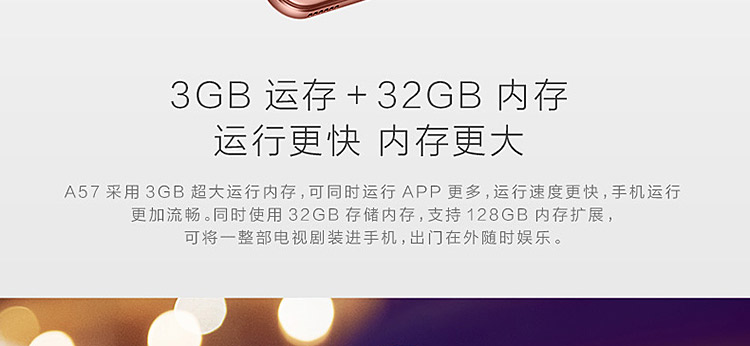 3GB 运存 + 32GB 内存
运行更快 内存更大
A57 采用 3GB 超大运行内存，可同时运行 APP 更多，运行速度更快，手机运行
更加流畅。同时使用 32GB 存储内存，支持 128GB 内存扩展，
可将一整部电视剧装进手机，出门在外随时娱乐。